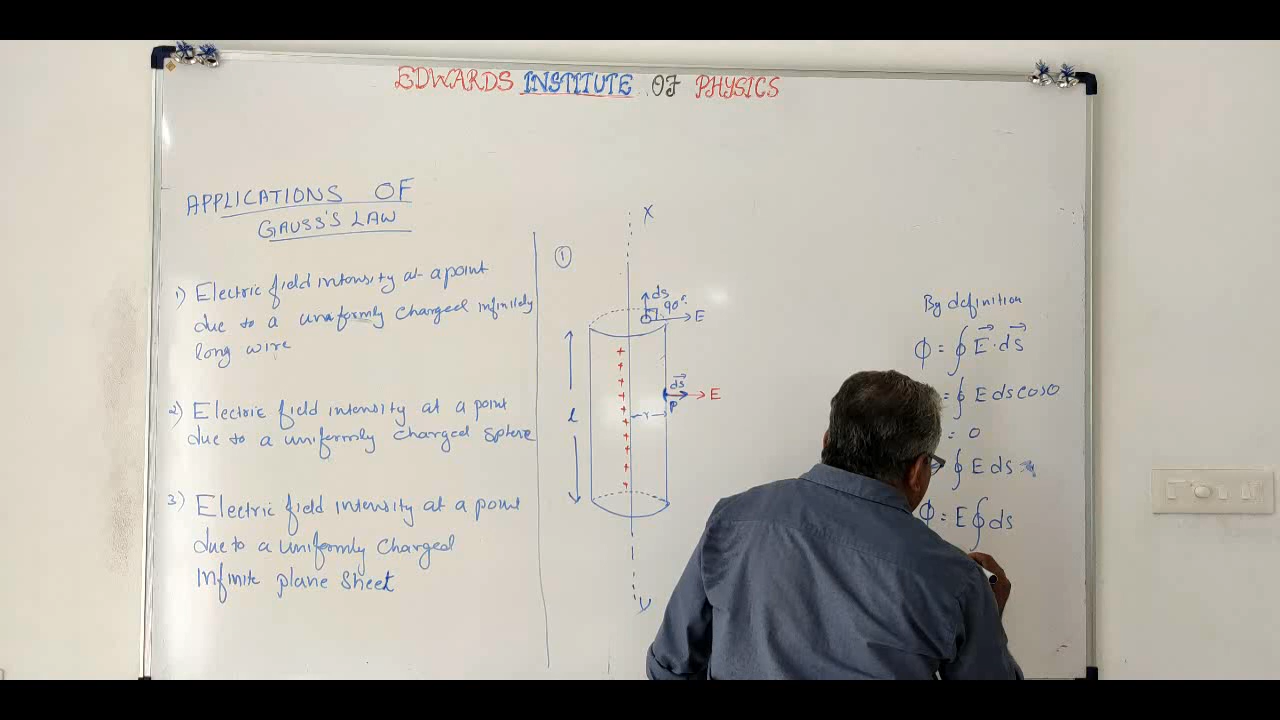 EDWARDS INSTITUTE OF PHYSICS
APPLICATIONS OF
GAUSS'S LAW
1) Electric field intensity at a point
due to a uniformly charged infinitely
long wire
2) Electric field intensity at a point
due to a uniformly charged sphere
3) Electric field intensity at a point
due to a uniformly charged
infinite plane sheet
①
X
ds
90°
E
+
+
+
+
+
+
+
+
+
+
ds
E
P
r
l
Y
By definition
ϕ = ∮ E⃗ · ds⃗
= ∮ E ds cos θ
= 0
∮ E ds
ϕ = E ∮ ds